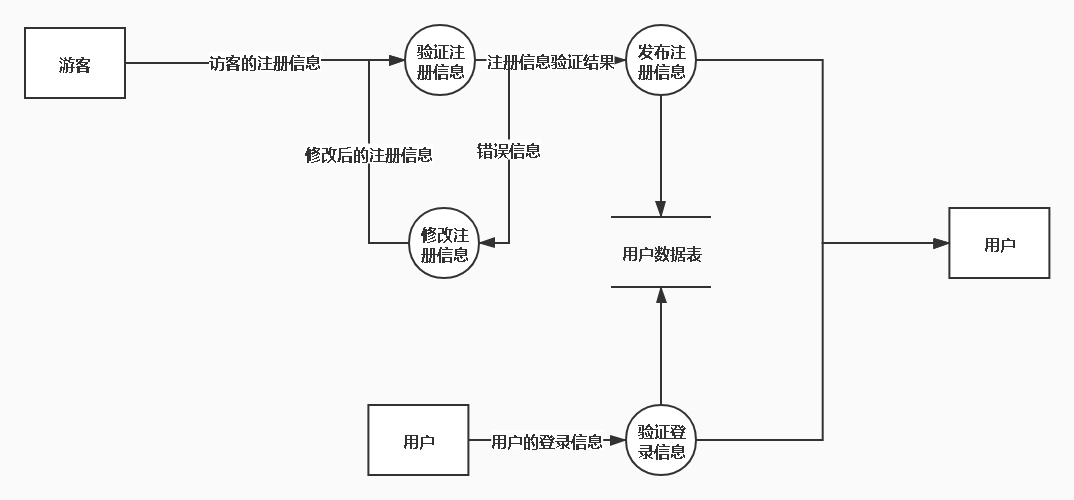 游客
访客的注册信息
验证注
册信息
注册信息验证结果
发布注
册信息
修改后的注册信息
错误信息
修改注
册信息
用户数据表
用户
用户
用户的登录信息
验证登
录信息